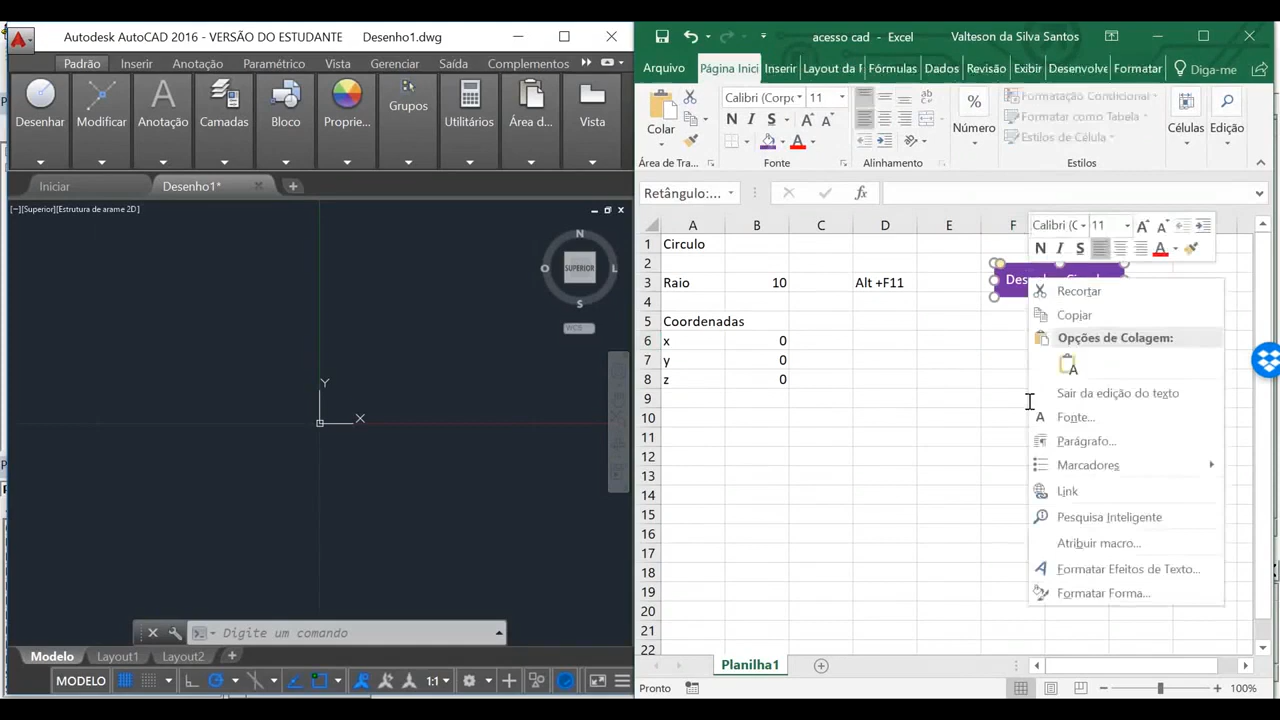 Autodesk AutoCAD 2016 - VERSÃO DO ESTUDANTE Desenho1.dwg
Padrão Inserir Anotação Paramétrico Vista Gerenciar Saída Complementos
Desenhar Modificar Anotação Camadas Bloco Proprie... Grupos Utilitários Área d... Vista
Iniciar Desenho1*
[−][Superior][Estrutura de arame 2D]
N
O SUPERIOR L
S
WCS
Y
X
Digite um comando
Modelo Layout1 Layout2
MODELO 1:1
acesso cad - Excel Valteson da Silva Santos
Arquivo Página Inici Inserir Layout da F Fórmulas Dados Revisão Exibir Desenvolve Formatar Diga-me
Colar
Calibri (Corp 11
N I S A A
A
Número
%
Formatação Condicional
Formatar como Tabela
Estilos de Célula
Células Edição
Área de Tra... Fonte Alinhamento Estilos
Retângulo:... fx
A B C D E F
1 Circulo
2
3 Raio 10 Alt +F11
4
5 Coordenadas
6 x 0
7 y 0
8 z 0
9
10
11
12
13
14
15
16
17
18
19
20
21
22
Calibri (C 11 A A
N I S A
Recortar
Copiar
Opções de Colagem:
Sair da edição do texto
Fonte...
Parágrafo...
Marcadores
Link
Pesquisa Inteligente
Atribuir macro...
Formatar Efeitos de Texto...
Formatar Forma...
Planilha1
Pronto 100%